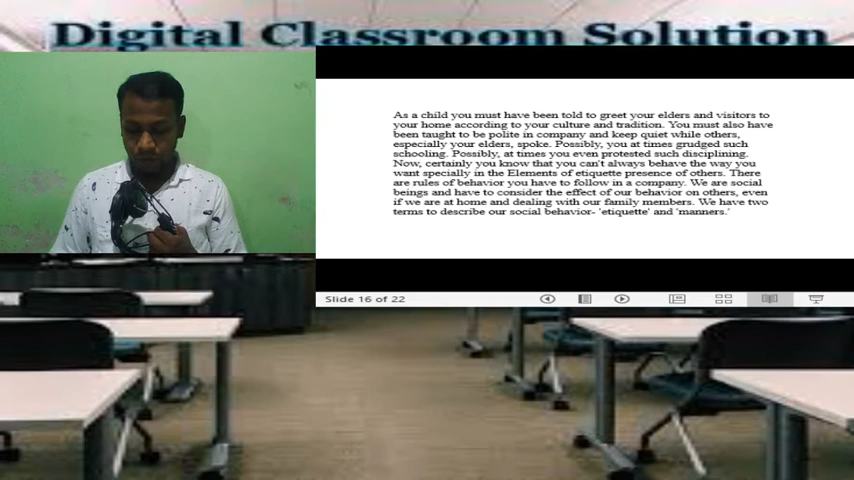 Digital Classroom Solution
As a child you must have been told to greet your elders and visitors to
your home according to your culture and tradition. You must also have
been taught to be polite in company and keep quiet while others,
especially your elders, spoke. Possibly, you at times grudged such
schooling. Possibly, at times you even protested such disciplining.
Now, certainly you know that you can't always behave the way you
want specially in the Elements of etiquette presence of others. There
are rules of behavior you have to follow in a company. We are social
beings and have to consider the effect of our behavior on others, even
if we are at home and dealing with our family members. We have two
terms to describe our social behavior- 'etiquette' and 'manners.'
Slide 16 of 22